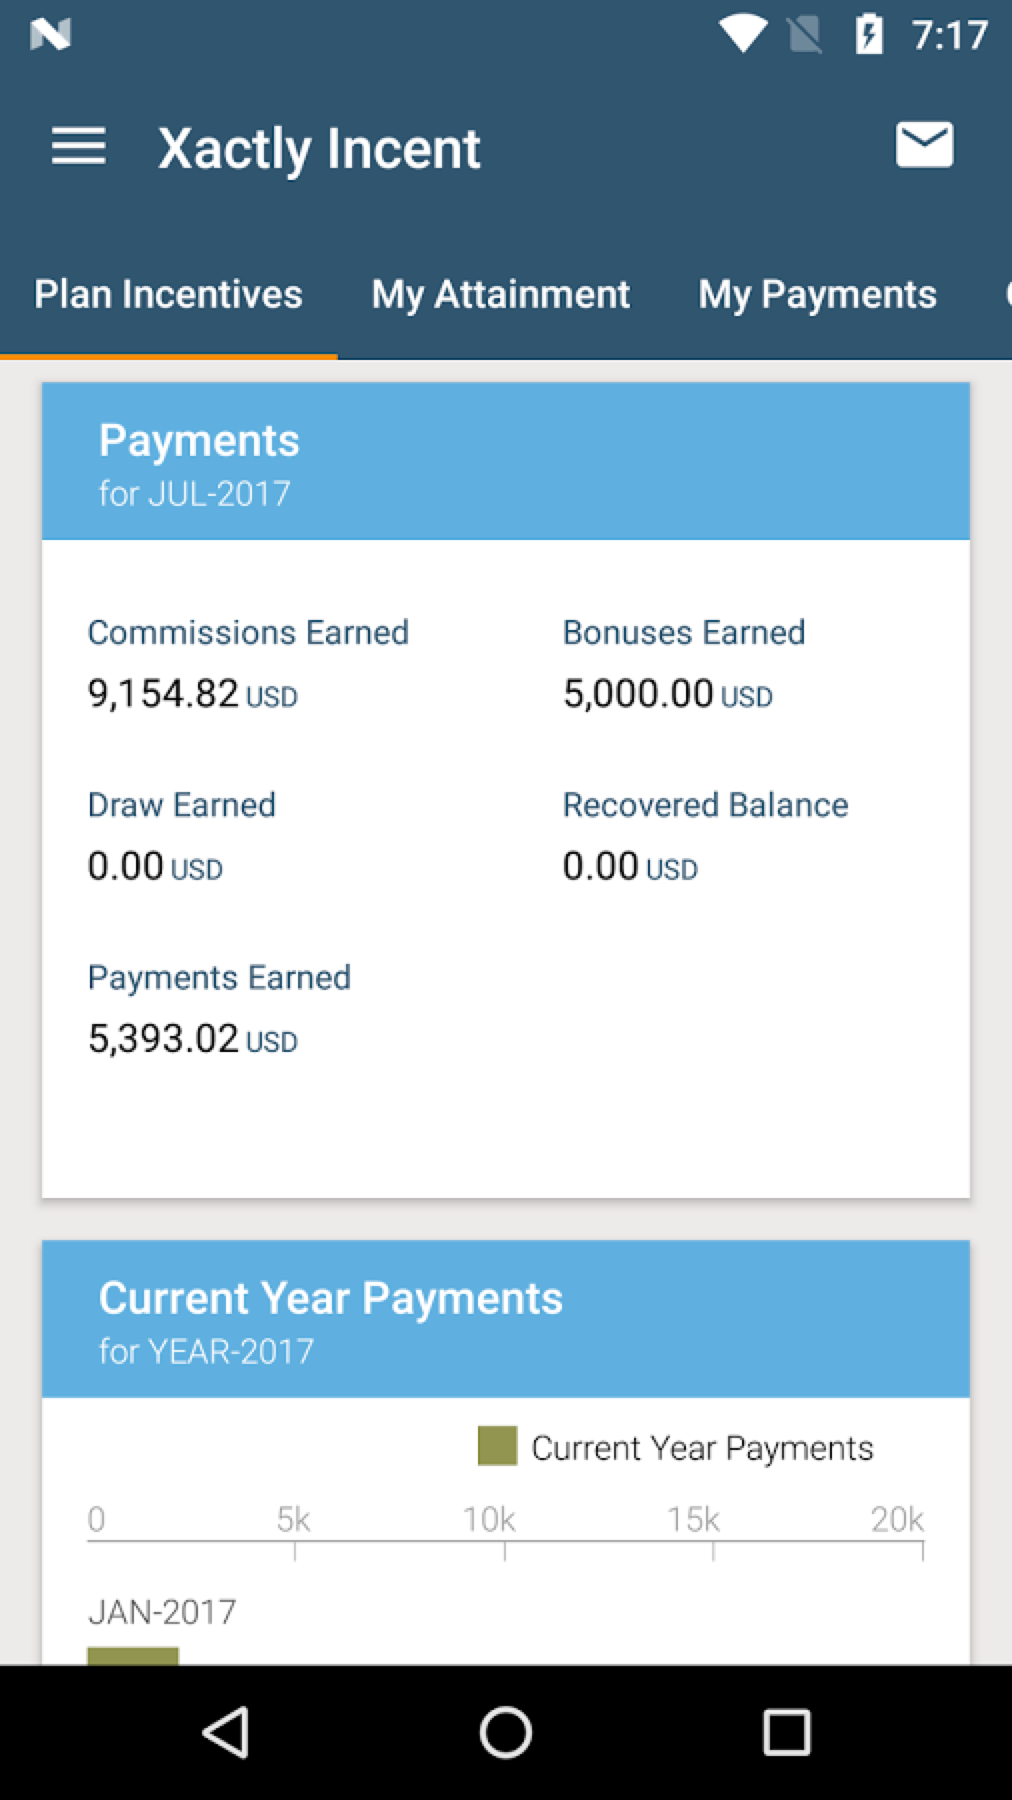 7:17
Xactly Incent
Plan Incentives My Attainment My Payments
Payments
for JUL-2017
Commissions Earned Bonuses Earned
9,154.82 USD 5,000.00 USD
Draw Earned Recovered Balance
0.00 USD 0.00 USD
Payments Earned
5,393.02 USD
Current Year Payments
for YEAR-2017
Current Year Payments
0 5k 10k 15k 20k
JAN-2017